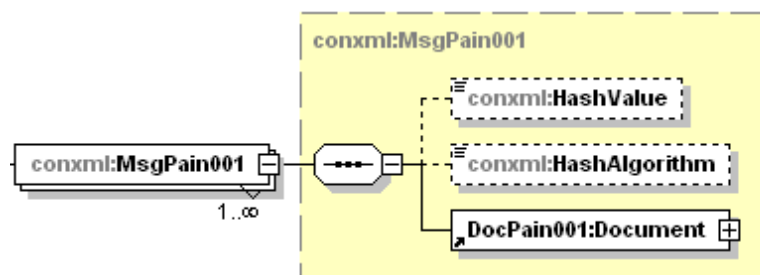 conxml:MsgPain001
conxml:HashValue
conxml:MsgPain001
conxml:HashAlgorithm
1..∞
DocPain001:Document